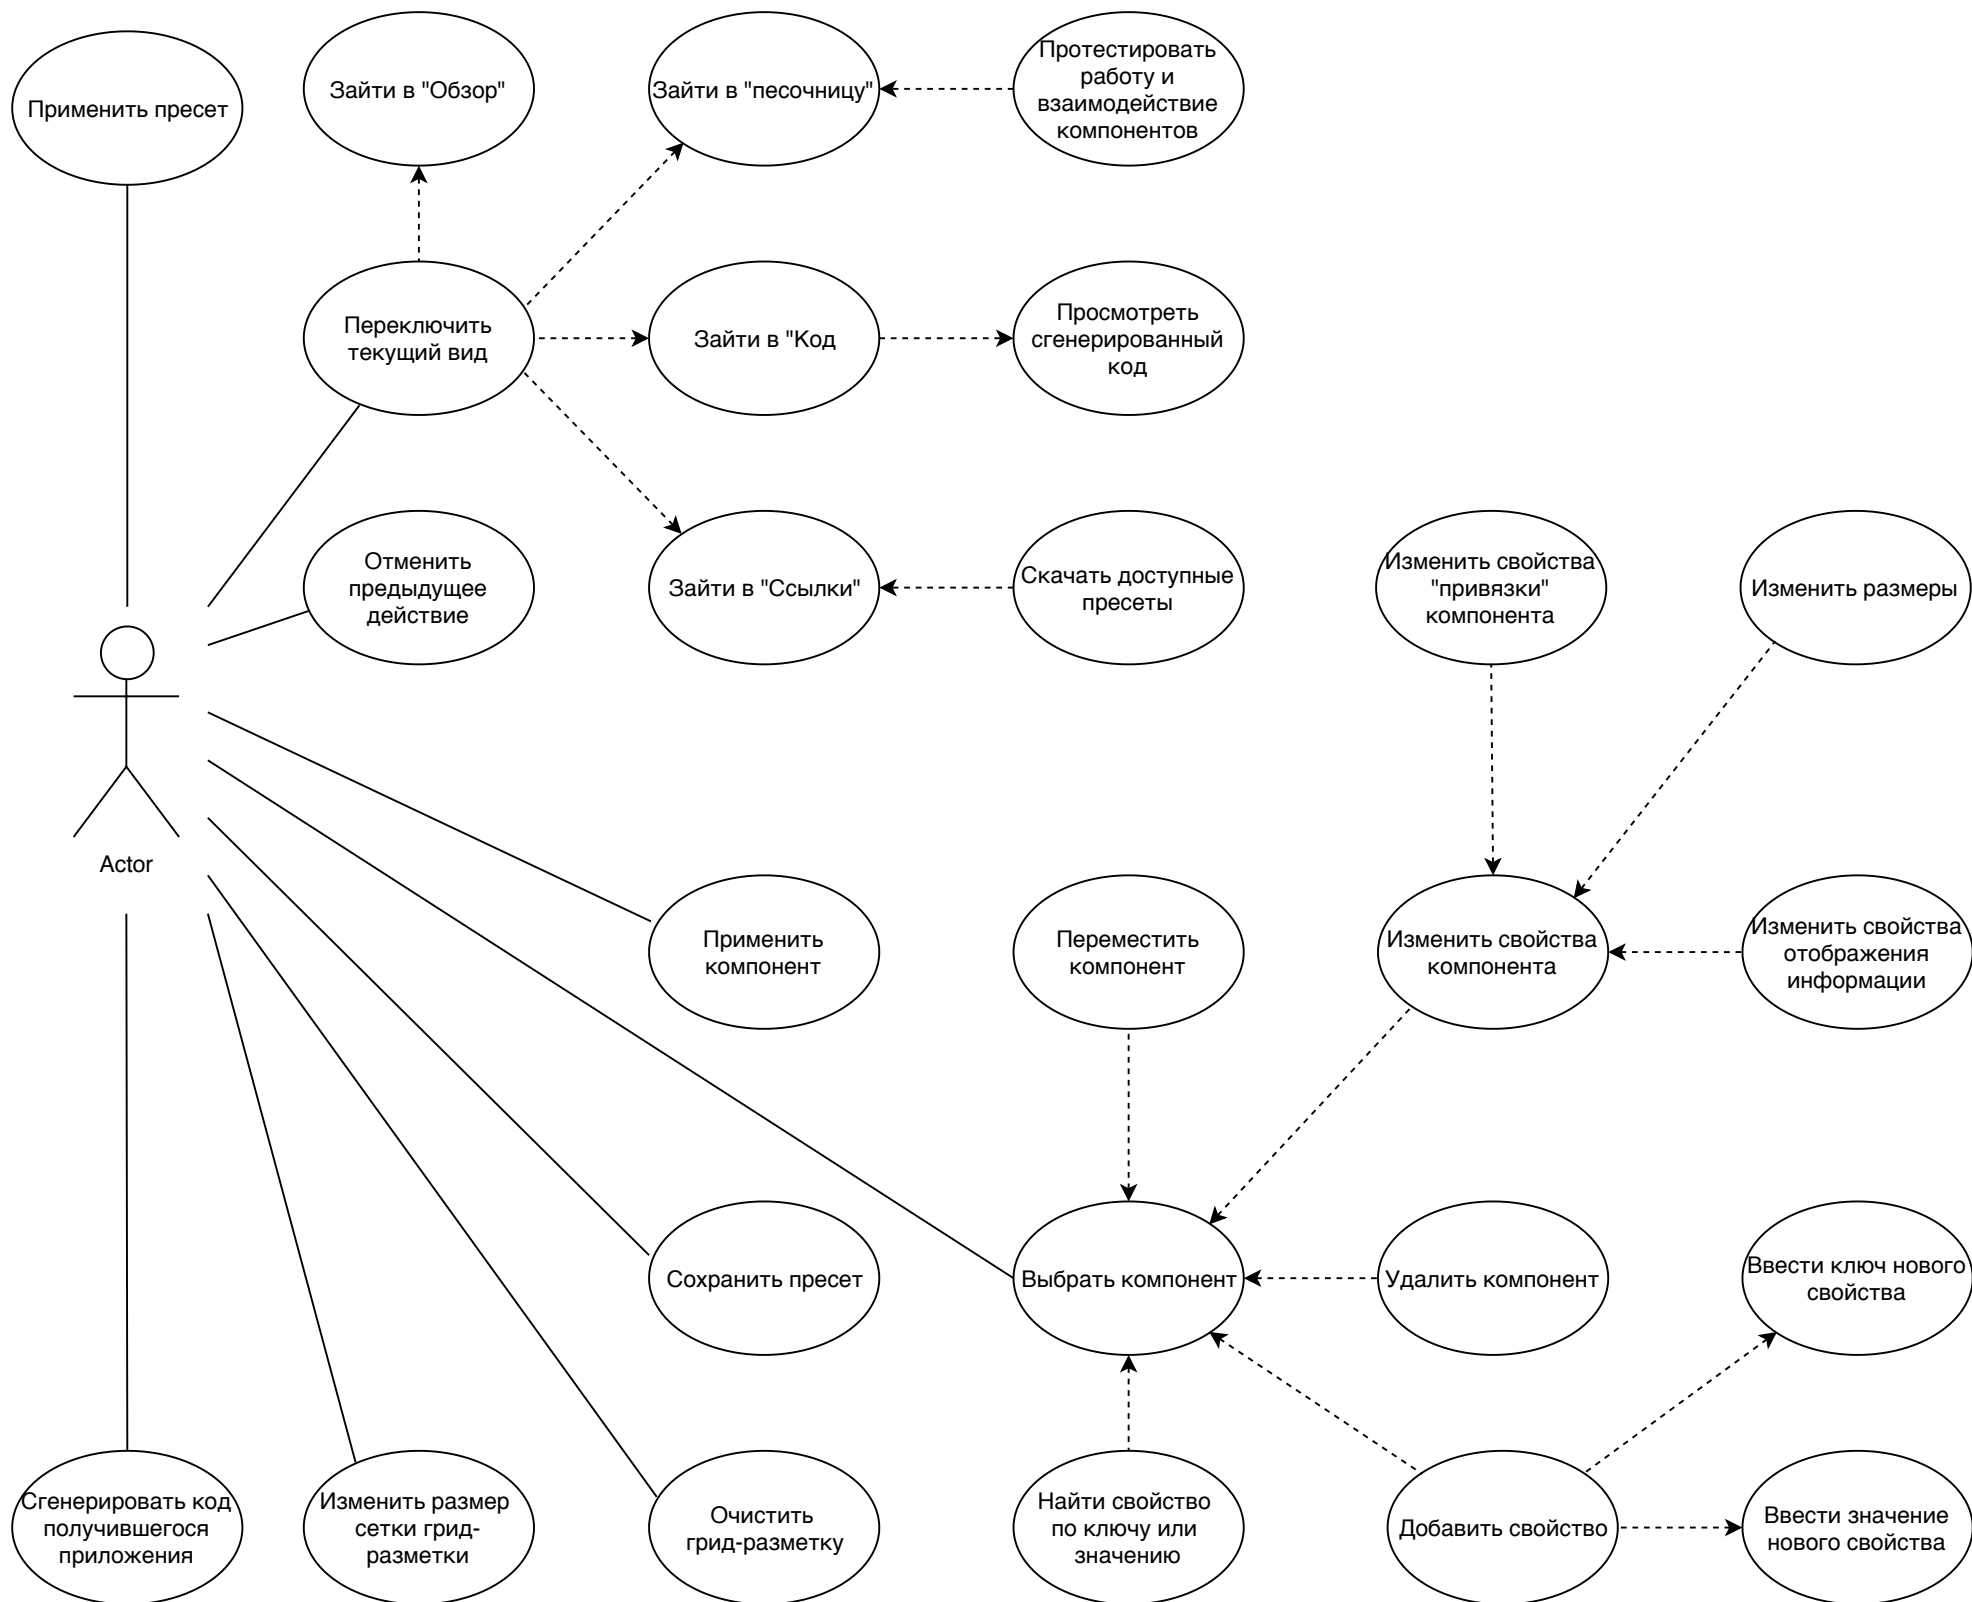 Применить пресет
Зайти в "Обзор"
Зайти в "песочницу"
Протестировать
работу и
взаимодействие
компонентов
Переключить
текущий вид
Зайти в "Код
Просмотреть
сгенерированный
код
Отменить
предыдущее
действие
Зайти в "Ссылки"
Скачать доступные
пресеты
Изменить свойства
"привязки"
компонента
Изменить размеры
Actor
Применить
компонент
Переместить
компонент
Изменить свойства
компонента
Изменить свойства
отображения
информации
Сохранить пресет
Выбрать компонент
Удалить компонент
Ввести ключ нового
свойства
Сгенерировать код
получившегося
приложения
Изменить размер
сетки грид-
разметки
Очистить
грид-разметку
Найти свойство
по ключу или
значению
Добавить свойство
Ввести значение
нового свойства